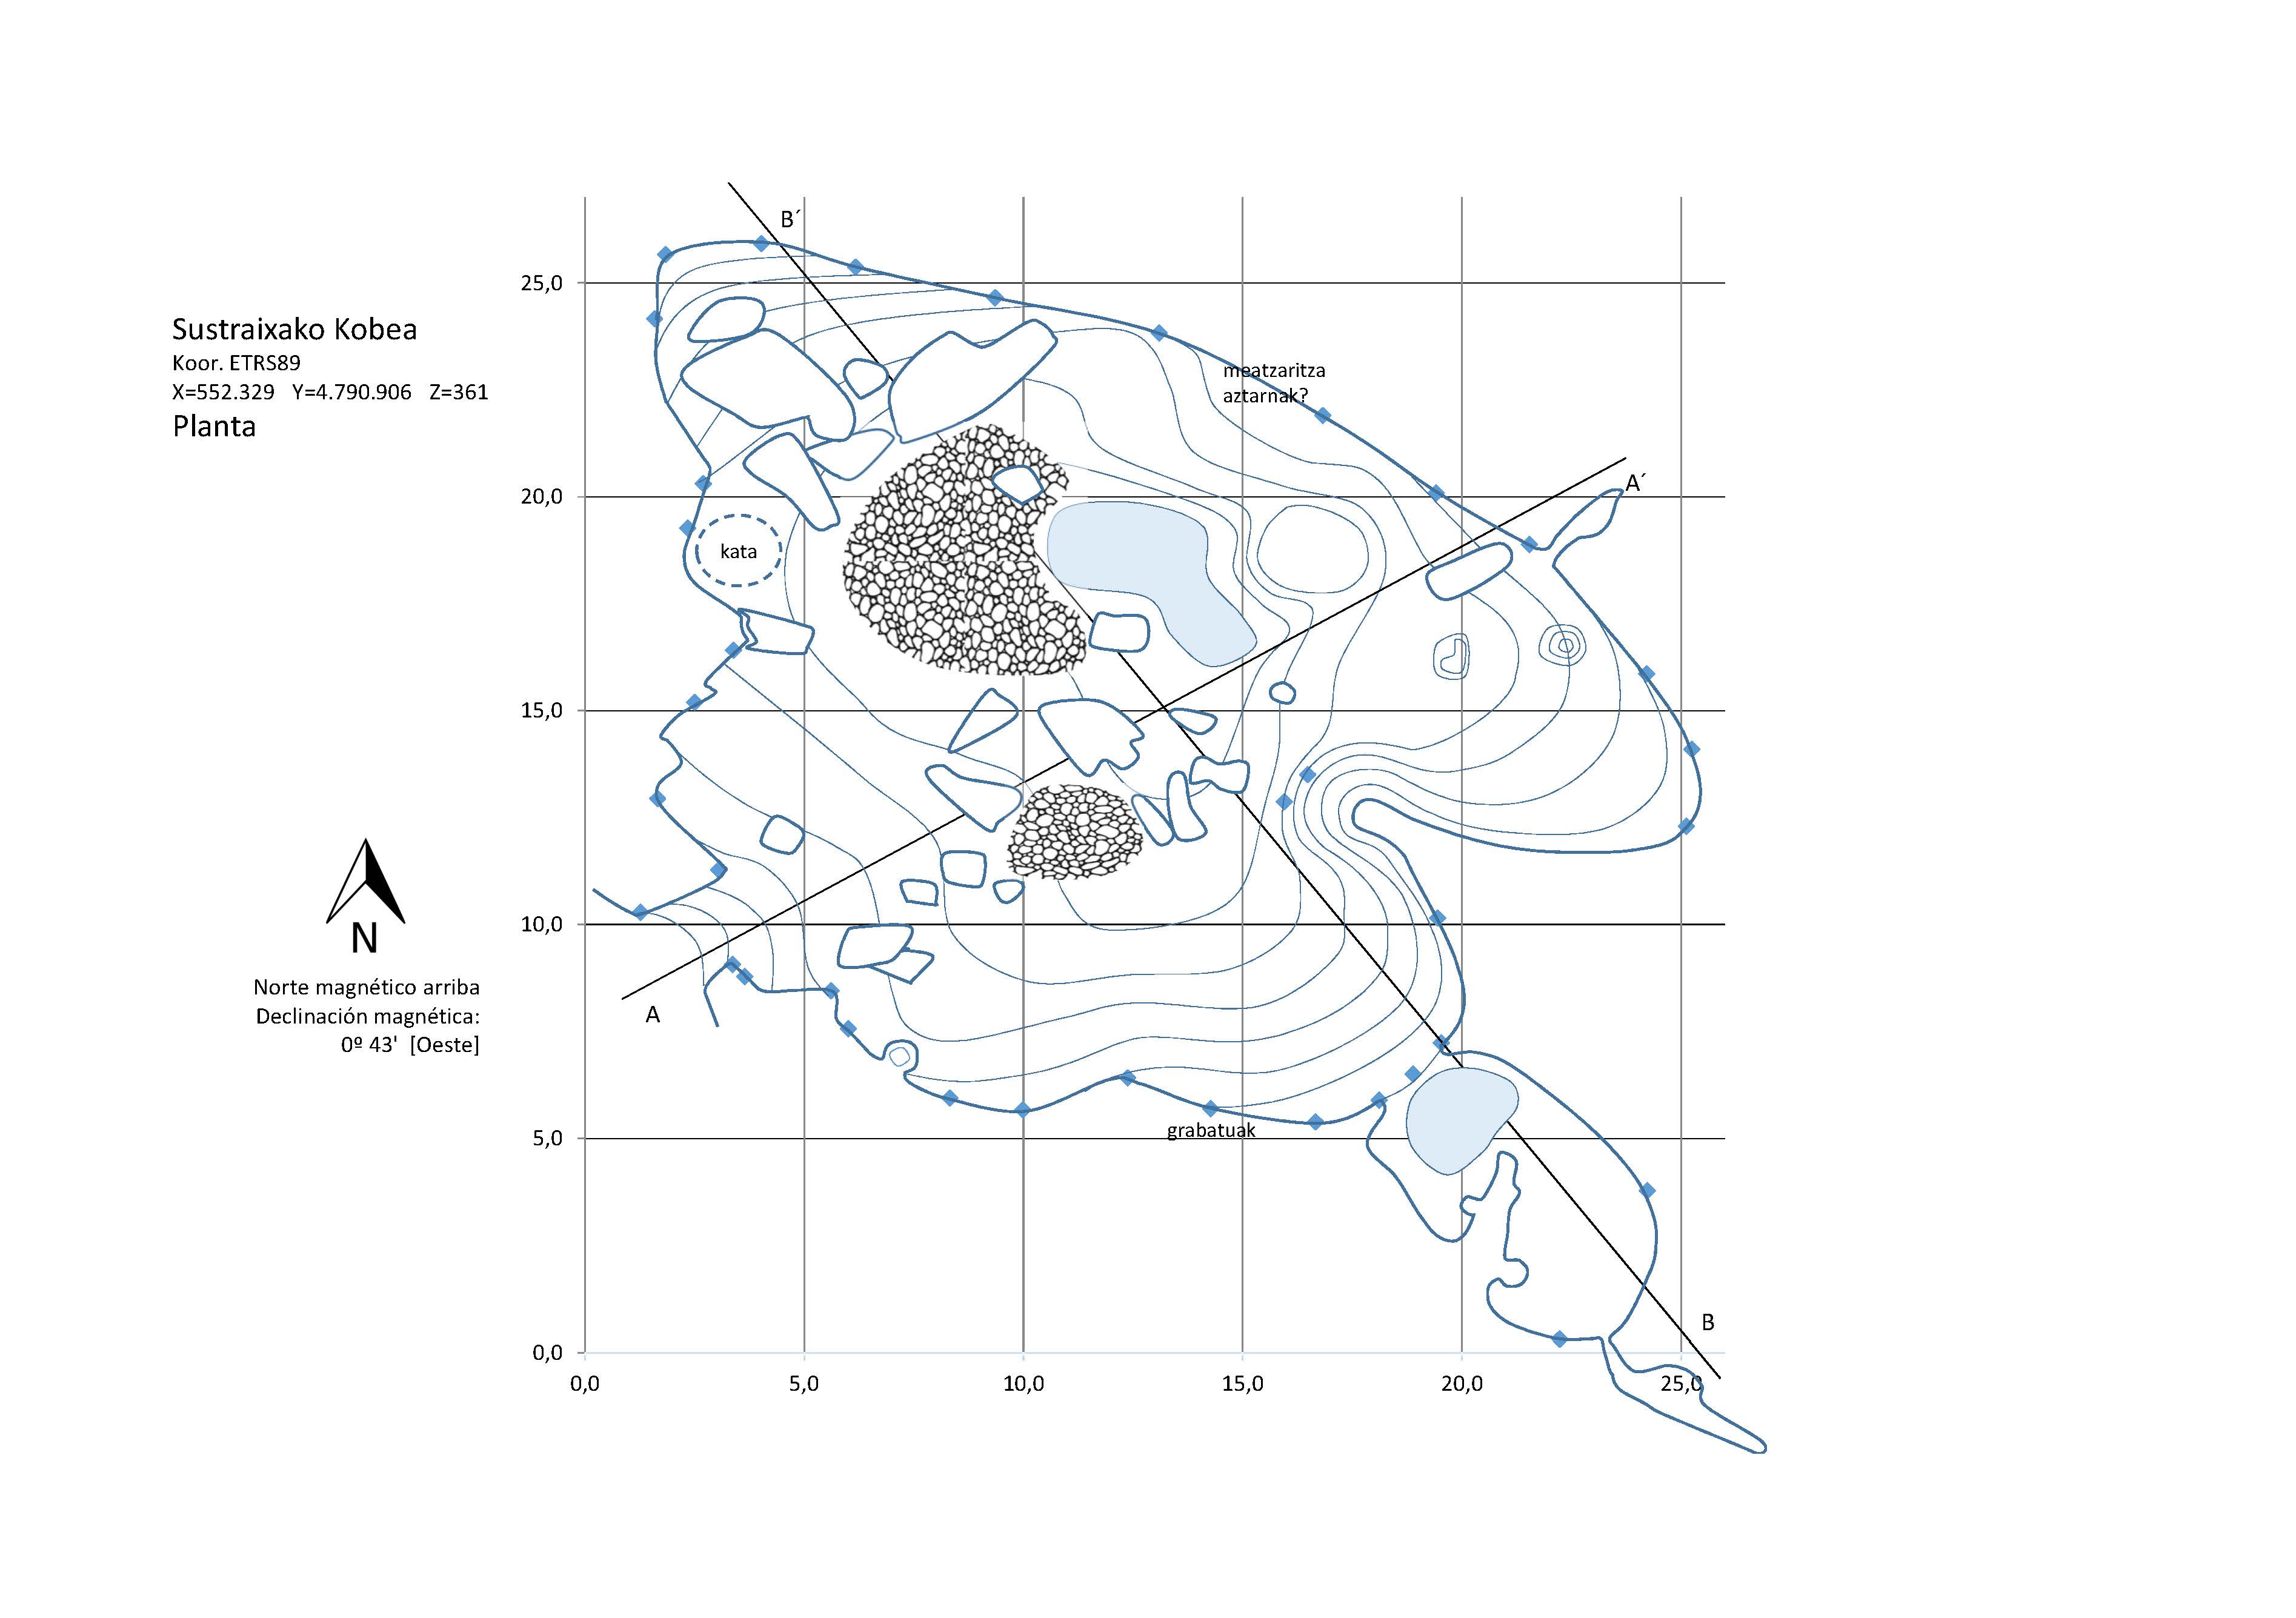 Sustraixako Kobea
Koor. ETRS89
X=552.329   Y=4.790.906   Z=361
Planta
B´
25,0
meatzaritza
aztarnak?
20,0
A´
kata
15,0
10,0
N
Norte magnético arriba
Declinación magnética:
0º 43'  [Oeste]
A
grabatuak
5,0
B
0,0
0,0 5,0 10,0 15,0 20,0 25,0